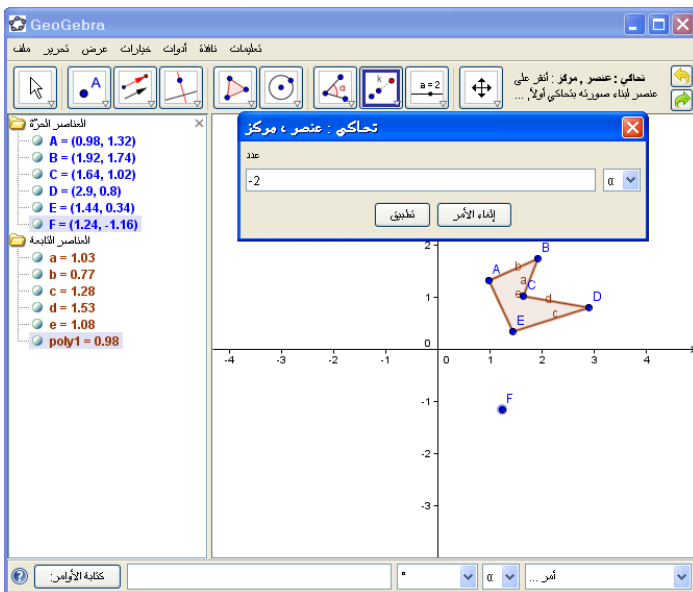 GeoGebra
ملف تحرير عرض خيارات أدوات نافذة تعليمات
A
α
k
a = 2
تحاكي : عنصر , مركز : أنقر على
عنصر لبناء صورته بتحاكي أولاً, ...
العناصر الحرّة
A = (0.98, 1.32)
B = (1.92, 1.74)
C = (1.64, 1.02)
D = (2.9, 0.8)
E = (1.44, 0.34)
F = (1.24, -1.16)
العناصر التابعة
a = 1.03
b = 0.77
c = 1.28
d = 1.53
e = 1.08
poly1 = 0.98
تحاكي : عنصر ، مركز
عدد
-2
α
إلغاء الأمر
تطبيق
2
B
b
A
a
C
1
e
d
D
c
E
0
-4 -3 -2 -1 0 1 2 3 4
F
-1
-2
-3
كتابة الأوامر:
°
α
أمر ...